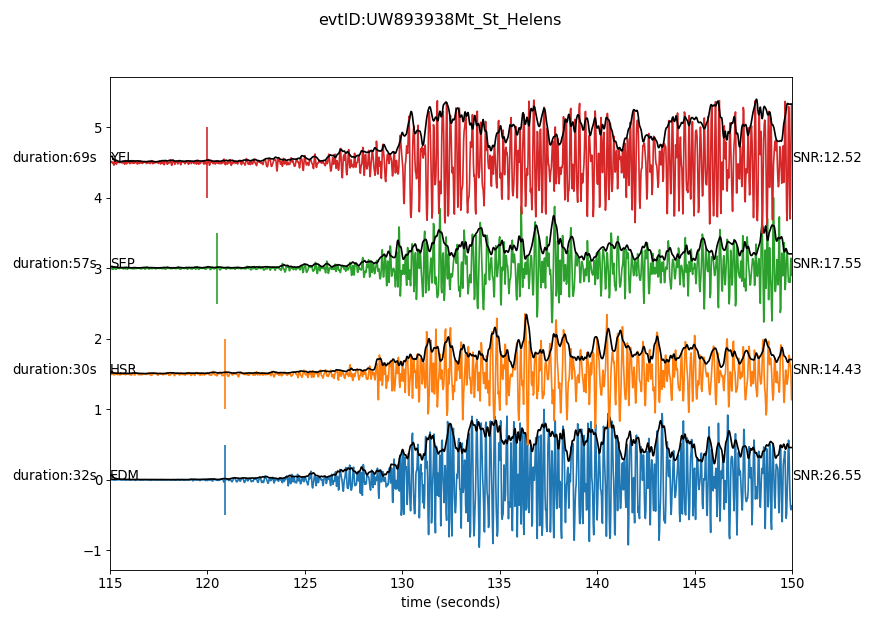 evtID:UW893938Mt_St_Helens
5
duration:69s YEL SNR:12.52
4
duration:57s SEP SNR:17.55
3
2
duration:30s HSR SNR:14.43
1
duration:32s EDM SNR:26.55
0
−1
115 120 125 130 135 140 145 150
time (seconds)